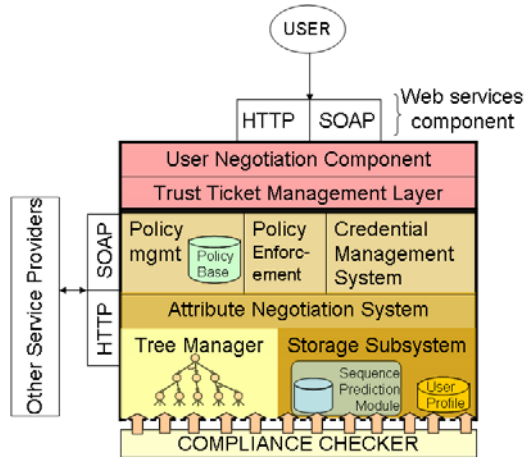 USER
HTTP
SOAP
Web services
component
User Negotiation Component
Trust Ticket Management Layer
Other Service Providers
SOAP
HTTP
Policy
mgmt
Policy
Base
Policy
Enforc-
ement
Credential
Management
System
Attribute Negotiation System
Tree Manager
Storage Subsystem
Sequence
Prediction
Module
User
Profile
COMPLIANCE CHECKER